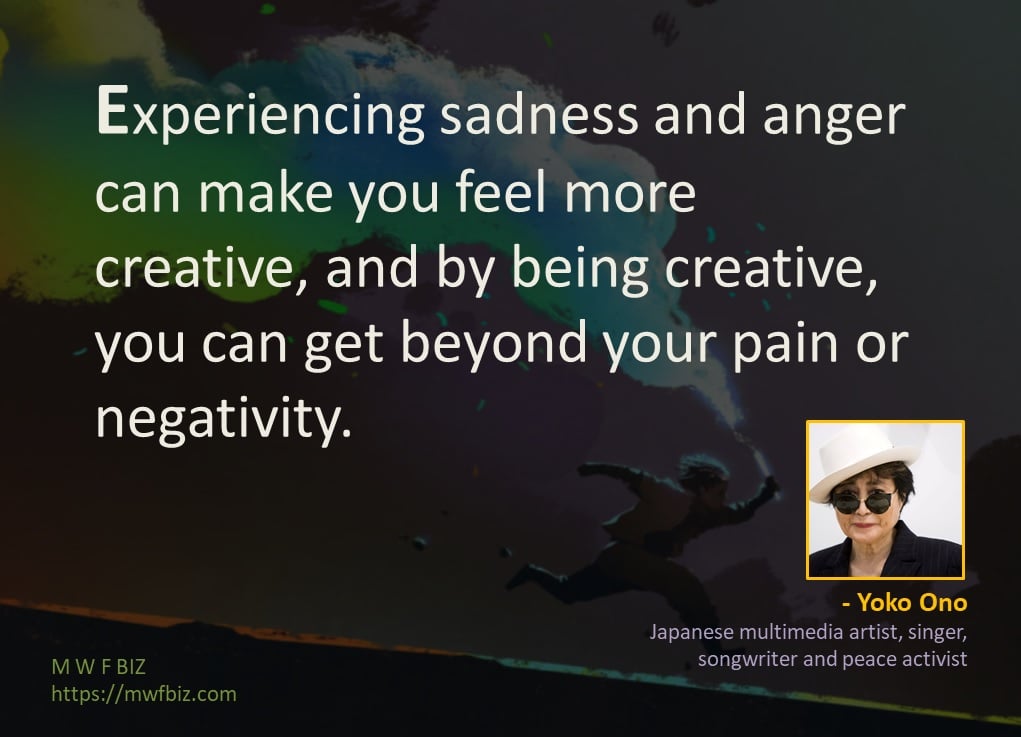 Experiencing sadness and anger
can make you feel more
creative, and by being creative,
you can get beyond your pain or
negativity.
- Yoko Ono
Japanese multimedia artist, singer,
songwriter and peace activist
M W F BIZ
https://mwfbiz.com